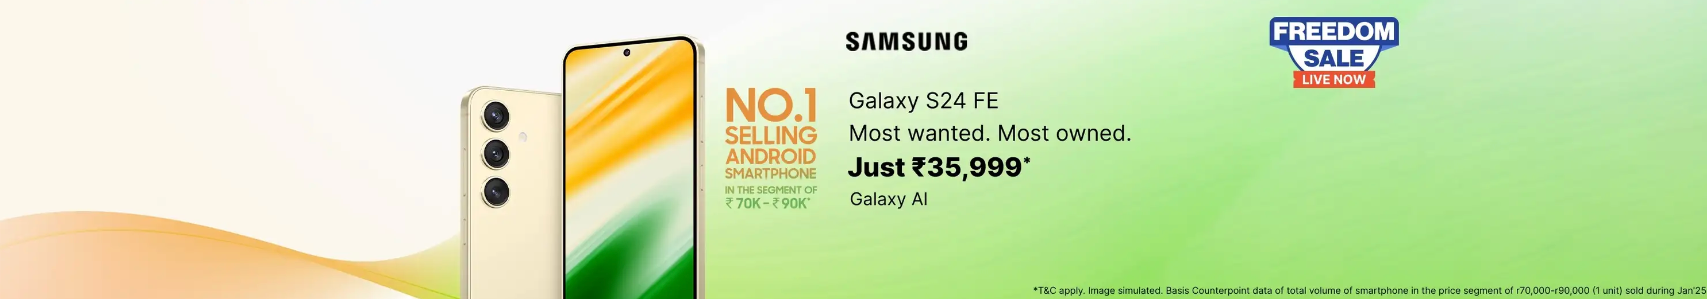 SAMSUNG
FREEDOM
SALE
LIVE NOW
NO.1
SELLING
ANDROID
SMARTPHONE
IN THE SEGMENT OF
₹ 70K - ₹ 90K*
Galaxy S24 FE
Most wanted. Most owned.
Just ₹35,999*
Galaxy AI
*T&C apply. Image simulated. Basis Counterpoint data of total volume of smartphone in the price segment of r70,000-r90,000 (1 unit) sold during Jan'25